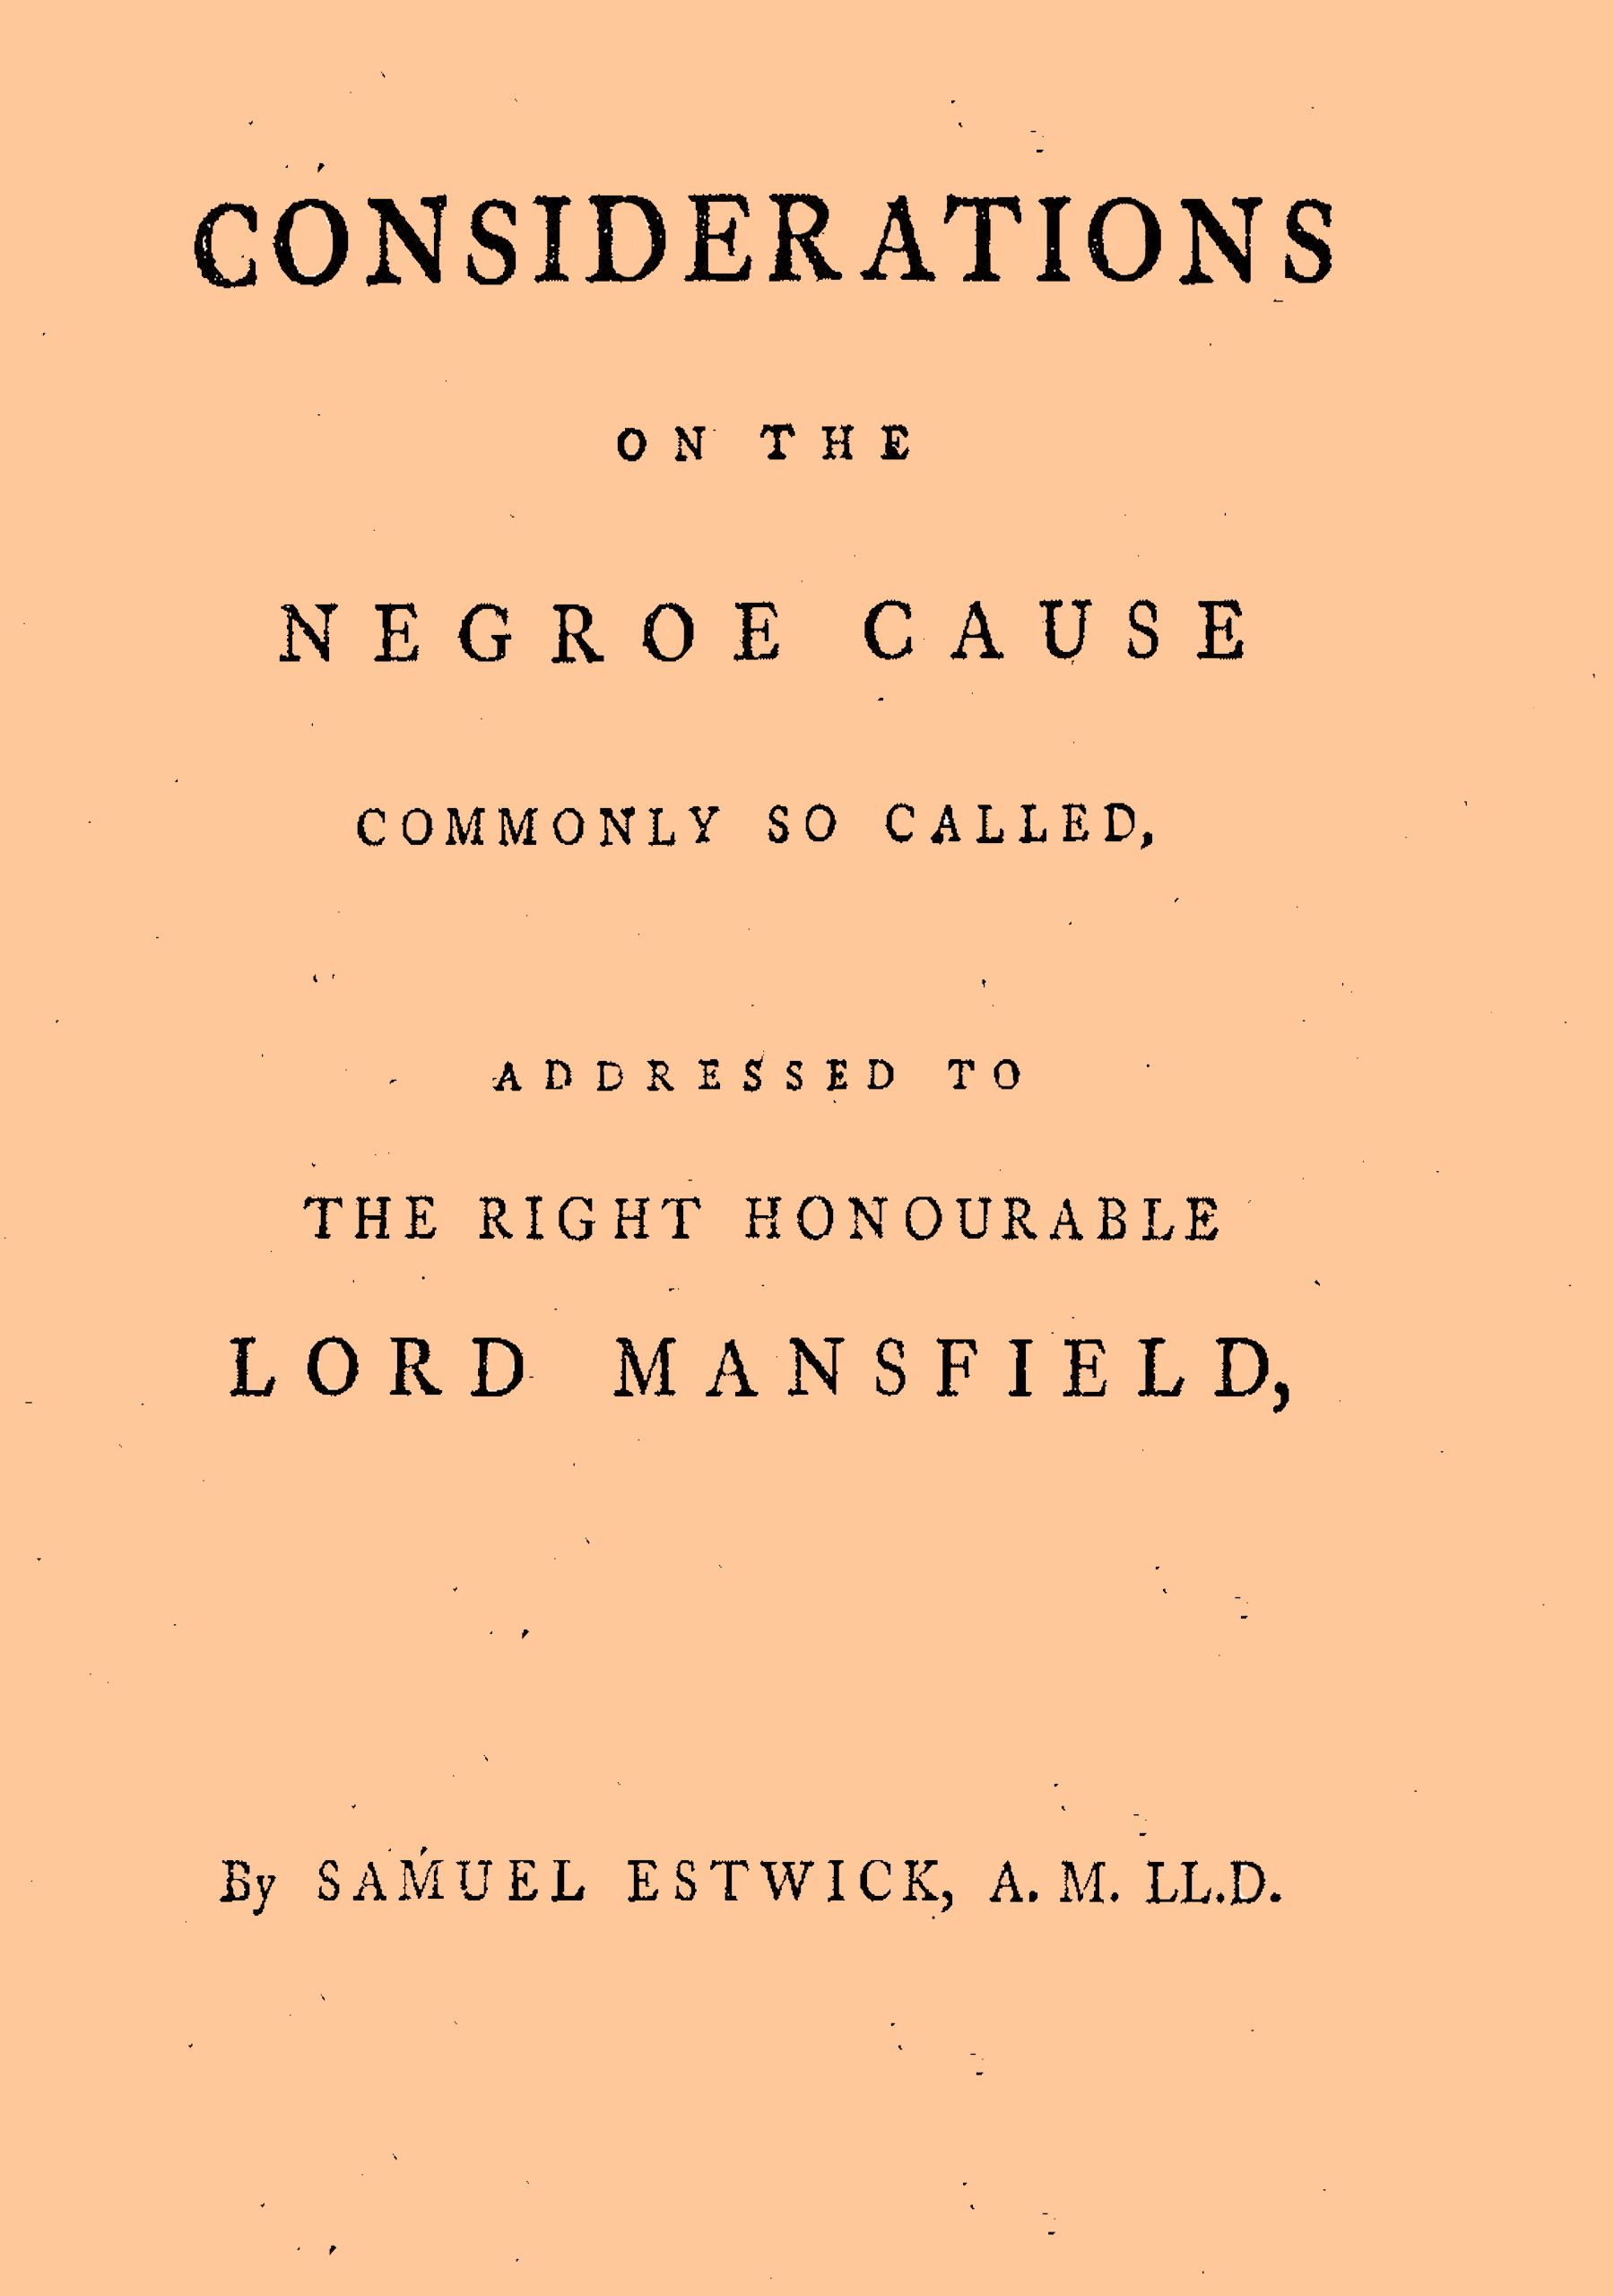 CONSIDERATIONS
ON THE
NEGROE CAUSE
COMMONLY SO CALLED,
ADDRESSED TO
THE RIGHT HONOURABLE
LORD MANSFIELD,
By SAMUEL ESTWICK, A. M. LL.D.